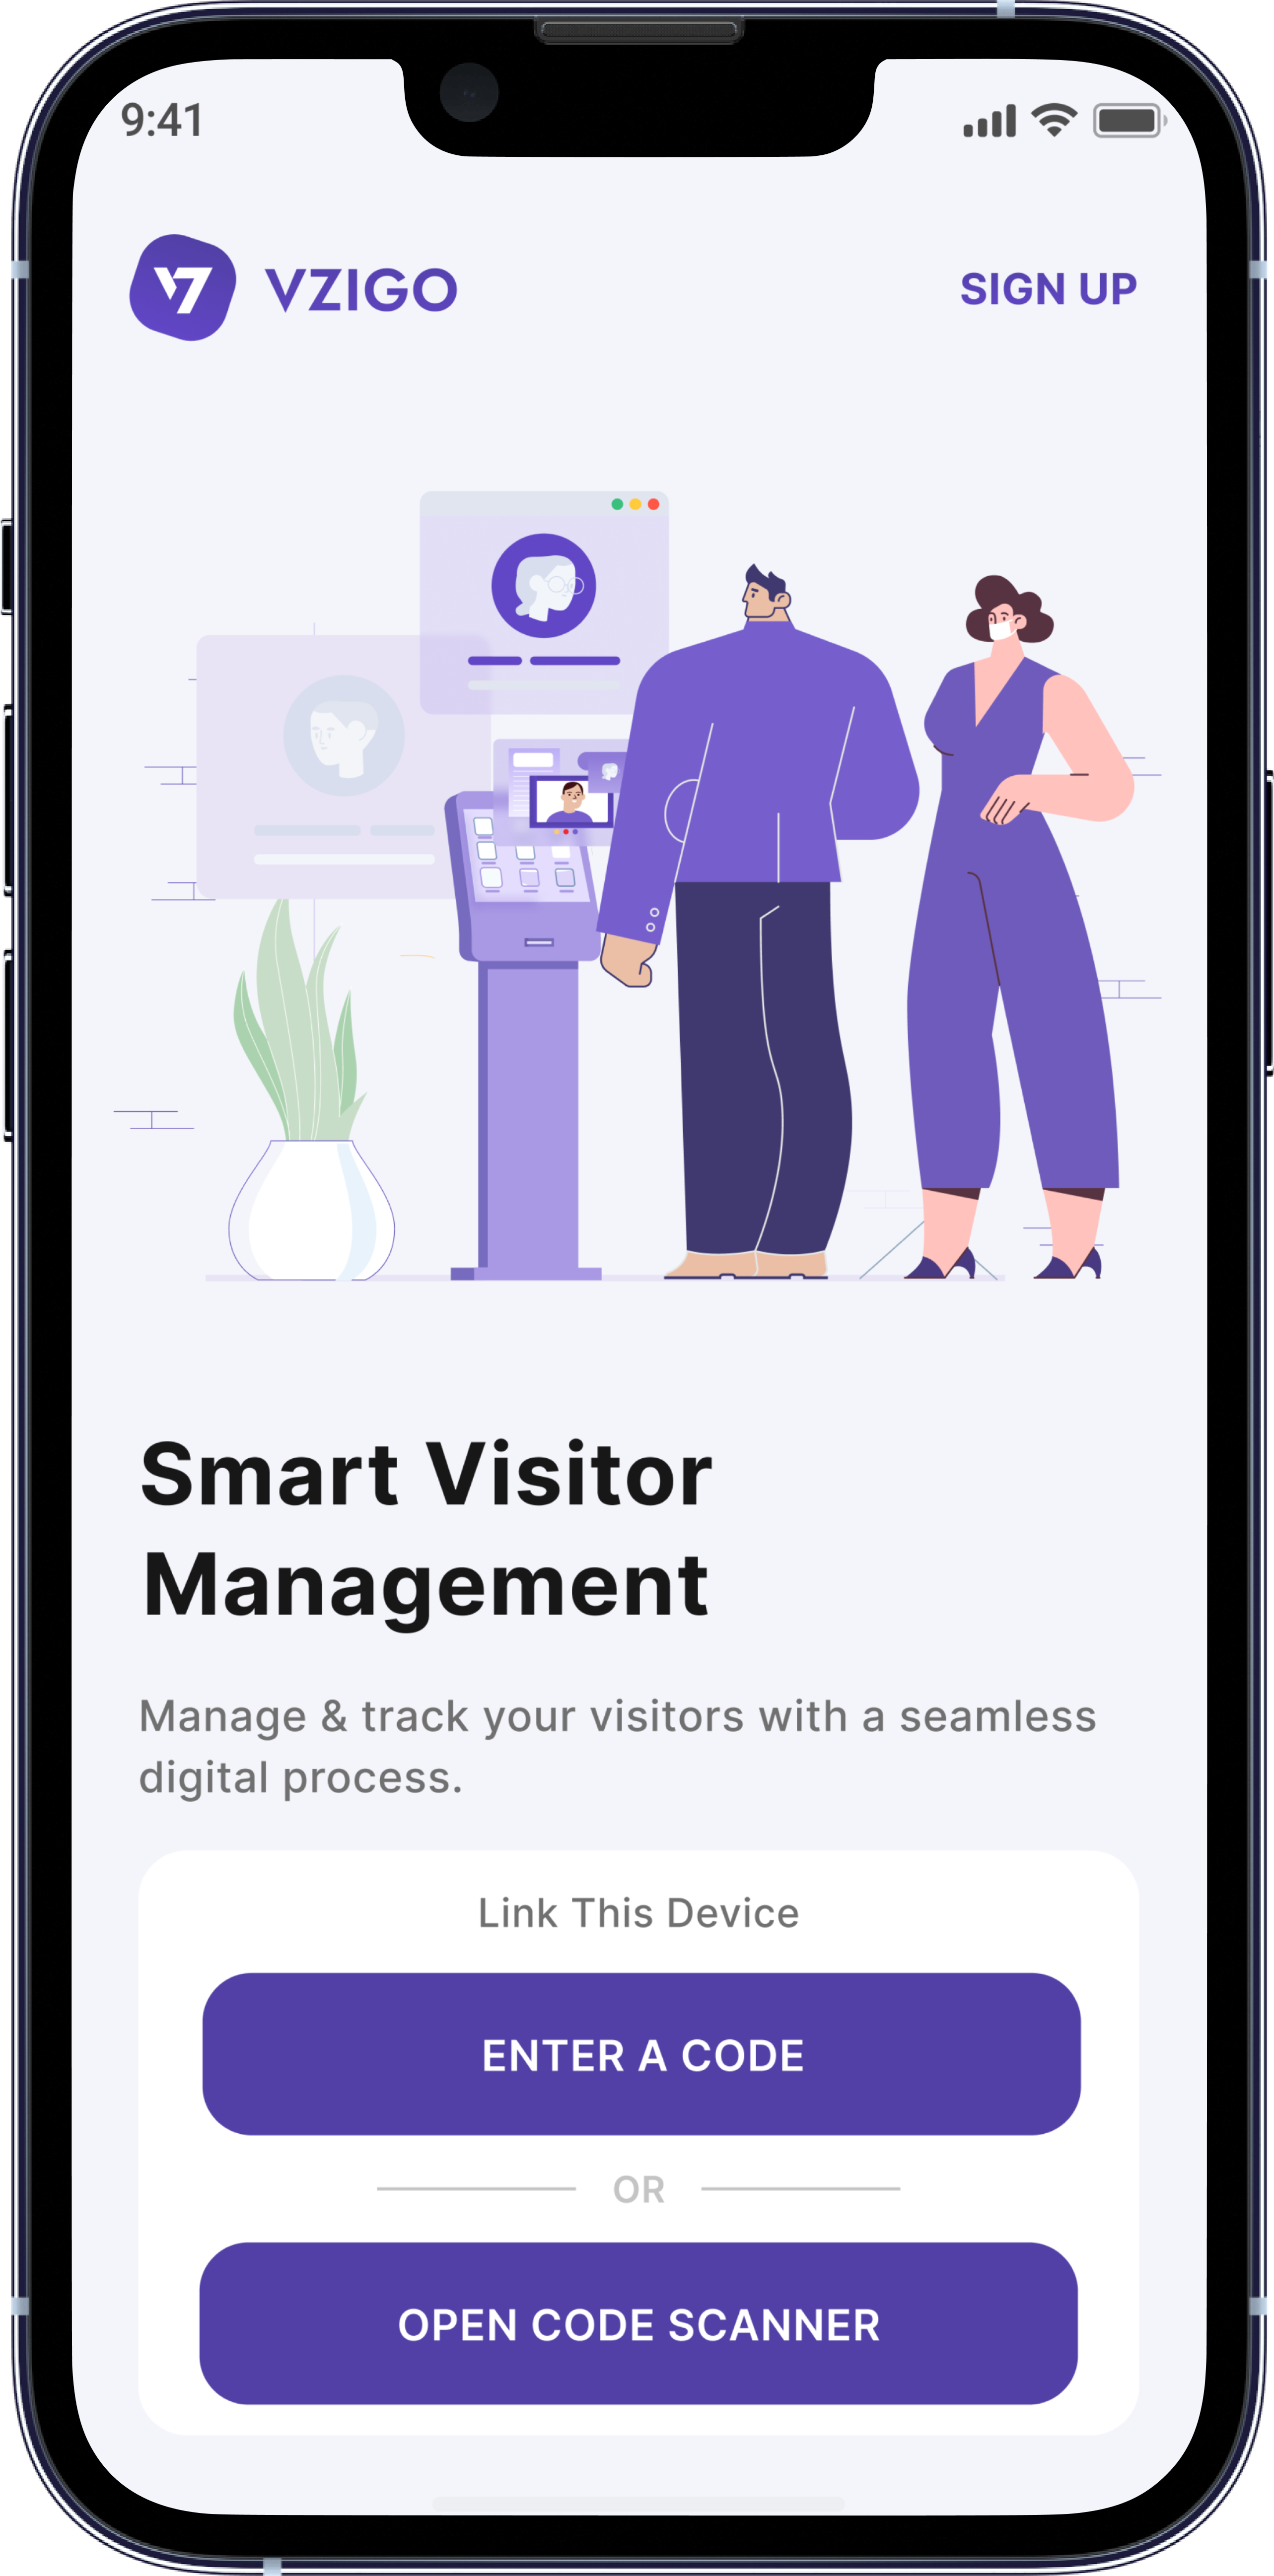 9:41
VZIGO
SIGN UP
Smart Visitor
Management
Manage & track your visitors with a seamless
digital process.
Link This Device
ENTER A CODE
OR
OPEN CODE SCANNER